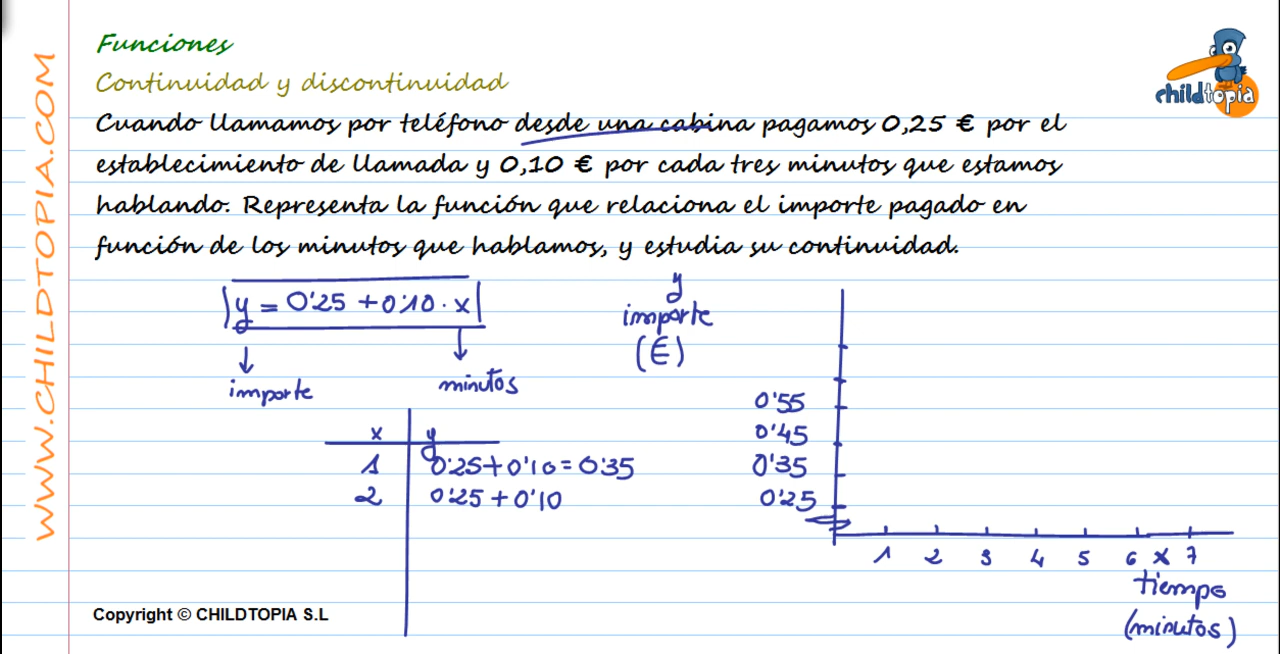 Funciones
Continuidad y discontinuidad
Cuando llamamos por teléfono desde una cabina pagamos 0,25 € por el
establecimiento de llamada y 0,10 € por cada tres minutos que estamos
hablando. Representa la función que relaciona el importe pagado en
función de los minutos que hablamos, y estudia su continuidad.
childtopia
WWW.CHILDTOPIA.COM
y = 0'25 + 0'10 · x
importe
minutos
x y
1 0'25 + 0'10 = 0'35
2 0'25 + 0'10
y
importe
(€)
0'55
0'45
0'35
0'25
1 2 3 4 5 6 x 7
tiempo
(minutos)
Copyright © CHILDTOPIA S.L